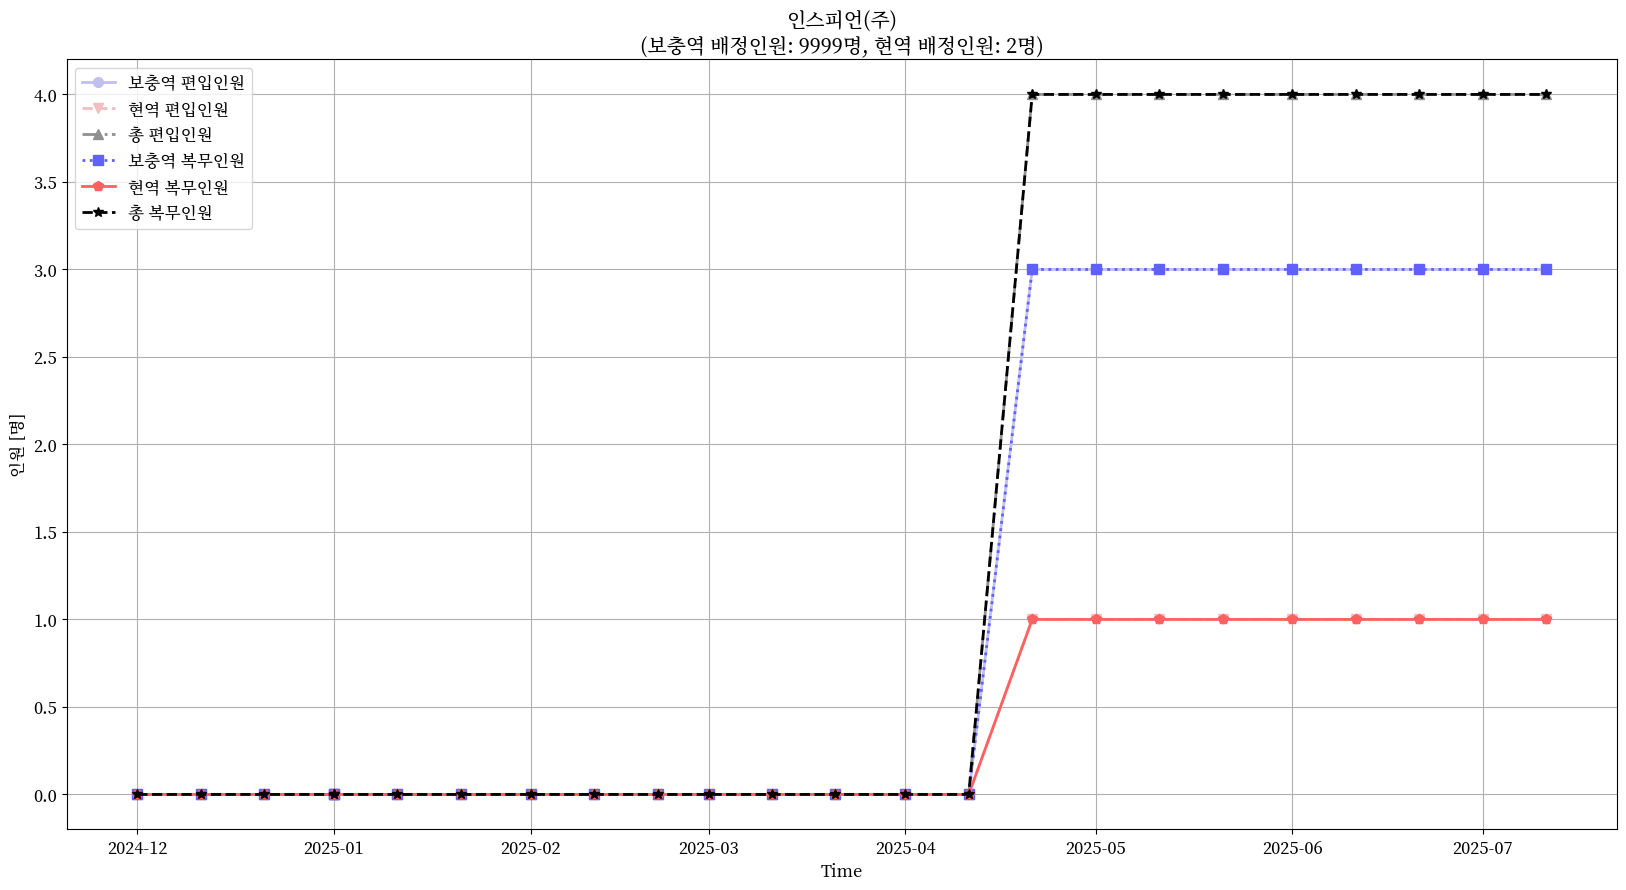 인스피언(주)
(보충역 배정인원: 9999명, 현역 배정인원: 2명)
보충역 편입인원
현역 편입인원
총 편입인원
보충역 복무인원
현역 복무인원
총 복무인원
인원 [명]
4.0
3.5
3.0
2.5
2.0
1.5
1.0
0.5
0.0
2024-12 2025-01 2025-02 2025-03 2025-04 2025-05 2025-06 2025-07
Time